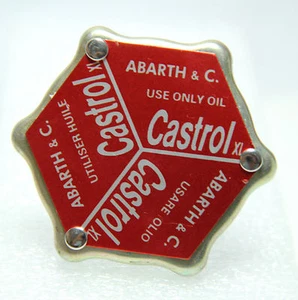 ABARTH & C.
USE ONLY OIL
Castrol XL
ABARTH & C.
USARE OLIO
Castrol XL
ABARTH & C.
UTILISER HUILE
Castrol XL